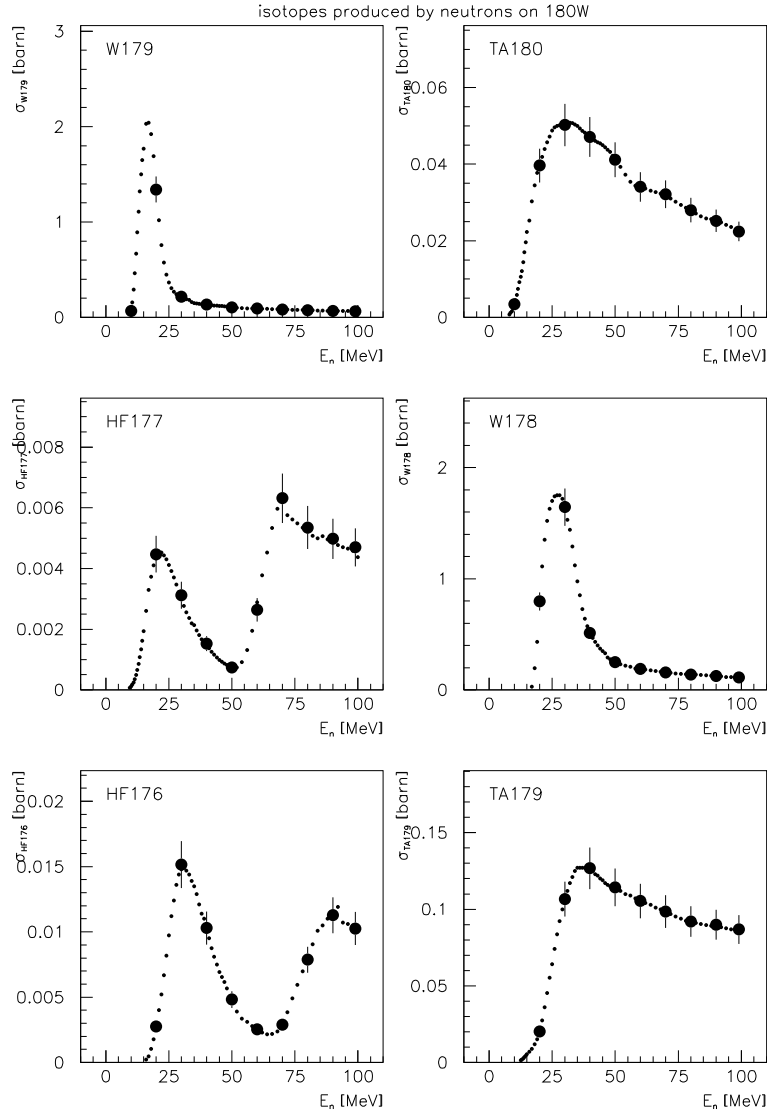 isotopes produced by neutrons on 180W
W179
σW179 [barn]
3
2
1
0
0 25 50 75 100
En [MeV]
TA180
σTA180 [barn]
0.06
0.04
0.02
0
0 25 50 75 100
En [MeV]
HF177
σHF177 [barn]
0.008
0.006
0.004
0.002
0
0 25 50 75 100
En [MeV]
W178
σW178 [barn]
2
1
0
0 25 50 75 100
En [MeV]
HF176
σHF176 [barn]
0.02
0.015
0.01
0.005
0
0 25 50 75 100
En [MeV]
TA179
σTA179 [barn]
0.15
0.1
0.05
0
0 25 50 75 100
En [MeV]